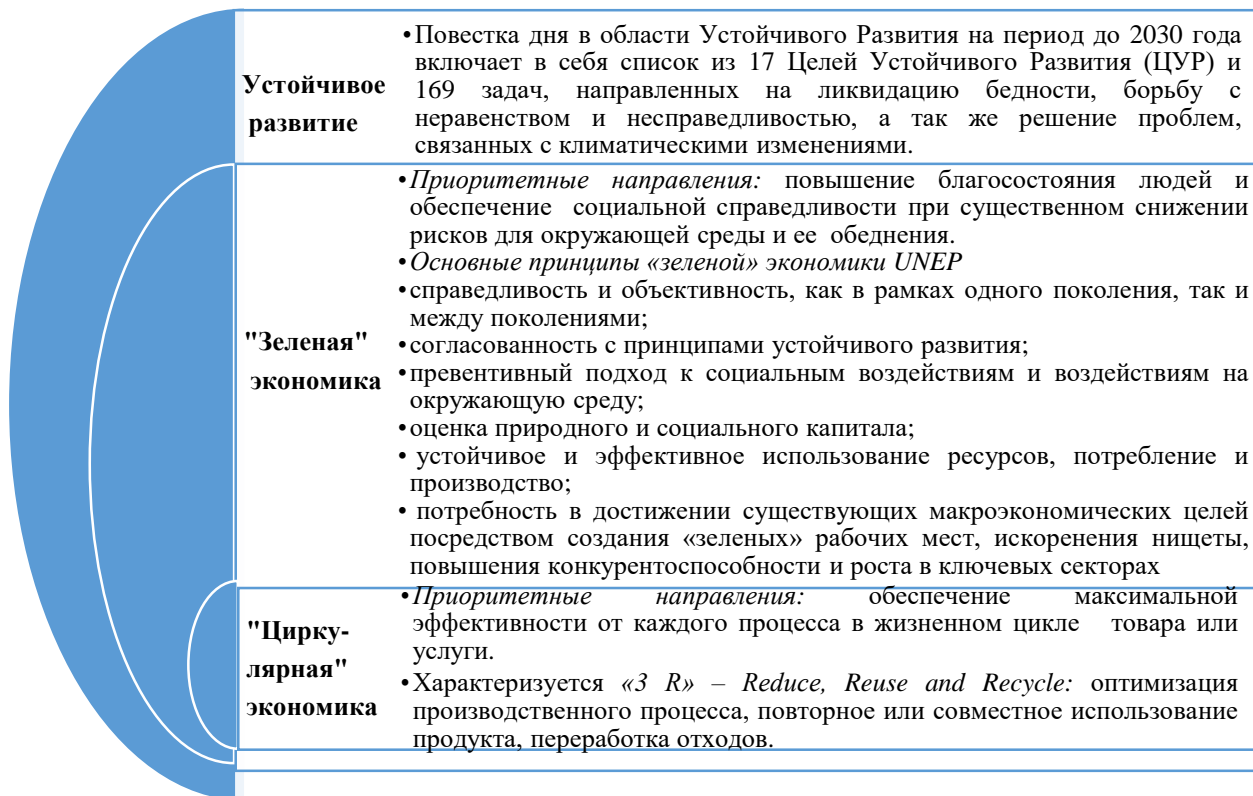 Устойчивое
развитие
•Повестка дня в области Устойчивого Развития на период до 2030 года
включает в себя список из 17 Целей Устойчивого Развития (ЦУР) и
169 задач, направленных на ликвидацию бедности, борьбу с
неравенством и несправедливостью, а так же решение проблем,
связанных с климатическими изменениями.
"Зеленая"
экономика
•Приоритетные направления: повышение благосостояния людей и
обеспечение социальной справедливости при существенном снижении
рисков для окружающей среды и ее обеднения.
•Основные принципы «зеленой» экономики UNEP
•справедливость и объективность, как в рамках одного поколения, так и
между поколениями;
•согласованность с принципами устойчивого развития;
•превентивный подход к социальным воздействиям и воздействиям на
окружающую среду;
•оценка природного и социального капитала;
• устойчивое и эффективное использование ресурсов, потребление и
производство;
• потребность в достижении существующих макроэкономических целей
посредством создания «зеленых» рабочих мест, искоренения нищеты,
повышения конкурентоспособности и роста в ключевых секторах
"Цирку-
лярная"
экономика
•Приоритетные направления: обеспечение максимальной
эффективности от каждого процесса в жизненном цикле товара или
услуги.
•Характеризуется «3 R» – Reduce, Reuse and Recycle: оптимизация
производственного процесса, повторное или совместное использование
продукта, переработка отходов.